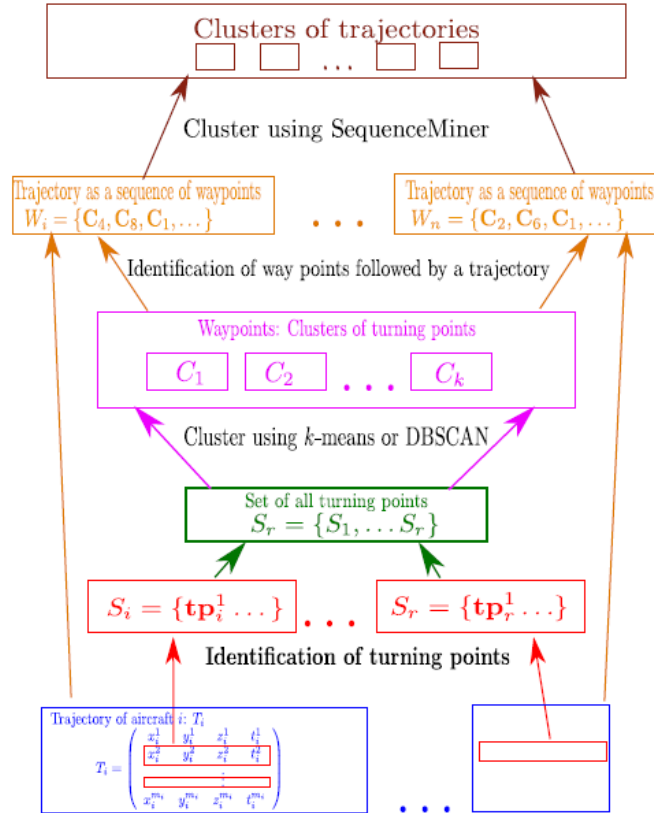 Clusters of trajectories
. . .
Cluster using SequenceMiner
Trajectory as a sequence of waypoints
W_i = {C_4, C_8, C_1, . . . }
. . .
Trajectory as a sequence of waypoints
W_n = {C_2, C_6, C_1, . . . }
Identification of way points followed by a trajectory
Waypoints: Clusters of turning points
C_1 C_2 . . . C_k
Cluster using k-means or DBSCAN
Set of all turning points
S_r = {S_1, . . . S_r}
S_i = {tp_i^1 . . . } . . . S_r = {tp_r^1 . . .}
Identification of turning points
Trajectory of aircraft i: T_i
x_i^1 y_i^1 z_i^1 t_i^1
x_i^2 y_i^2 z_i^2 t_i^2
T_i =
⋮
x_i^{m_i} y_i^{m_i} z_i^{m_i} t_i^{m_i}
. . .